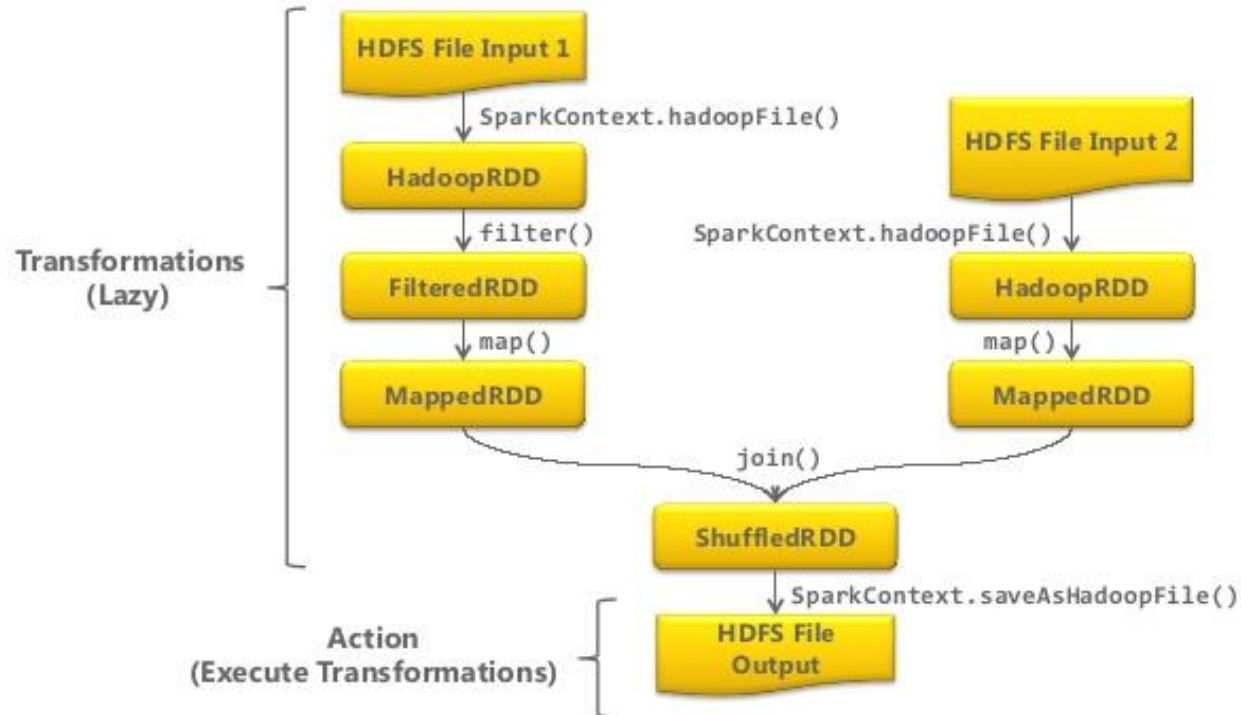 HDFS File Input 1
SparkContext.hadoopFile()
HDFS File Input 2
HadoopRDD
filter()
SparkContext.hadoopFile()
Transformations
(Lazy)
FilteredRDD
HadoopRDD
map()
map()
MappedRDD
MappedRDD
join()
ShuffledRDD
SparkContext.saveAsHadoopFile()
Action
(Execute Transformations)
HDFS File
Output